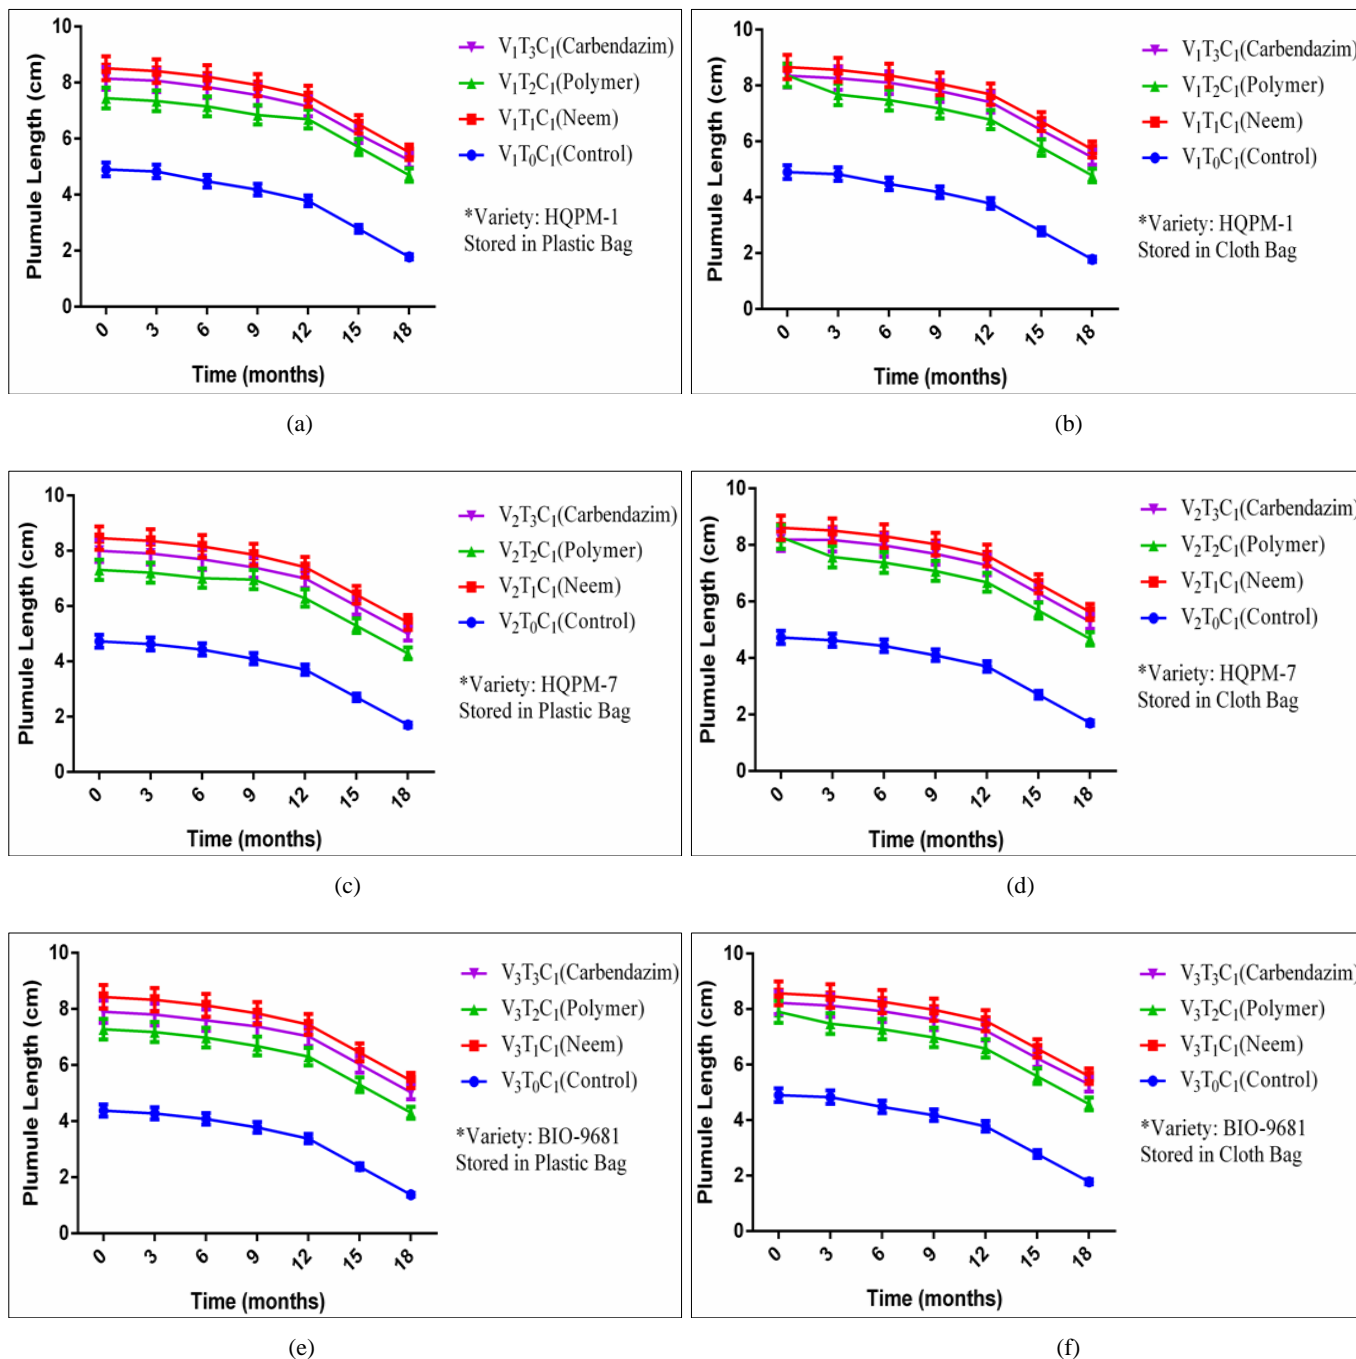 10
8
6
4
2
0
Plumule Length (cm)
0 3 6 9 12 15 18
Time (months)
V₁T₃C₁(Carbendazim)
V₁T₂C₁(Polymer)
V₁T₁C₁(Neem)
V₁T₀C₁(Control)
*Variety: HQPM-1
Stored in Plastic Bag
(a)
10
8
6
4
2
0
Plumule Length (cm)
0 3 6 9 12 15 18
Time (months)
V₁T₃C₁(Carbendazim)
V₁T₂C₁(Polymer)
V₁T₁C₁(Neem)
V₁T₀C₁(Control)
*Variety: HQPM-1
Stored in Cloth Bag
(b)
10
8
6
4
2
0
Plumule Length (cm)
0 3 6 9 12 15 18
Time (months)
V₂T₃C₁(Carbendazim)
V₂T₂C₁(Polymer)
V₂T₁C₁(Neem)
V₂T₀C₁(Control)
*Variety: HQPM-7
Stored in Plastic Bag
(c)
10
8
6
4
2
0
Plumule Length (cm)
0 3 6 9 12 15 18
Time (months)
V₂T₃C₁(Carbendazim)
V₂T₂C₁(Polymer)
V₂T₁C₁(Neem)
V₂T₀C₁(Control)
*Variety: HQPM-7
Stored in Cloth Bag
(d)
10
8
6
4
2
0
Plumule Length (cm)
0 3 6 9 12 15 18
Time (months)
V₃T₃C₁(Carbendazim)
V₃T₂C₁(Polymer)
V₃T₁C₁(Neem)
V₃T₀C₁(Control)
*Variety: BIO-9681
Stored in Plastic Bag
(e)
10
8
6
4
2
0
Plumule Length (cm)
0 3 6 9 12 15 18
Time (months)
V₃T₃C₁(Carbendazim)
V₃T₂C₁(Polymer)
V₃T₁C₁(Neem)
V₃T₀C₁(Control)
*Variety: BIO-9681
Stored in Cloth Bag
(f)